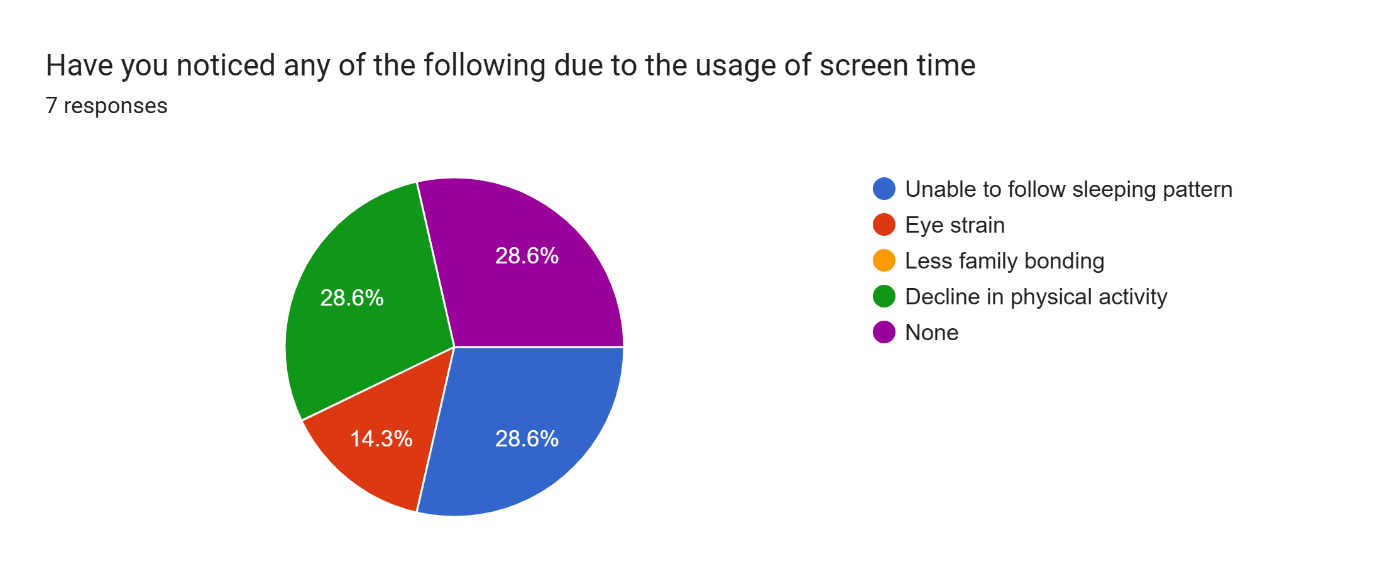 Have you noticed any of the following due to the usage of screen time
7 responses
28.6%
28.6%
14.3%
28.6%
Unable to follow sleeping pattern
Eye strain
Less family bonding
Decline in physical activity
None